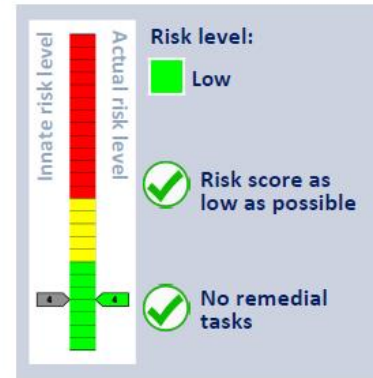 Innate risk level
Actual risk level
4
4
Risk level:
Low
Risk score as
low as possible
No remedial
tasks